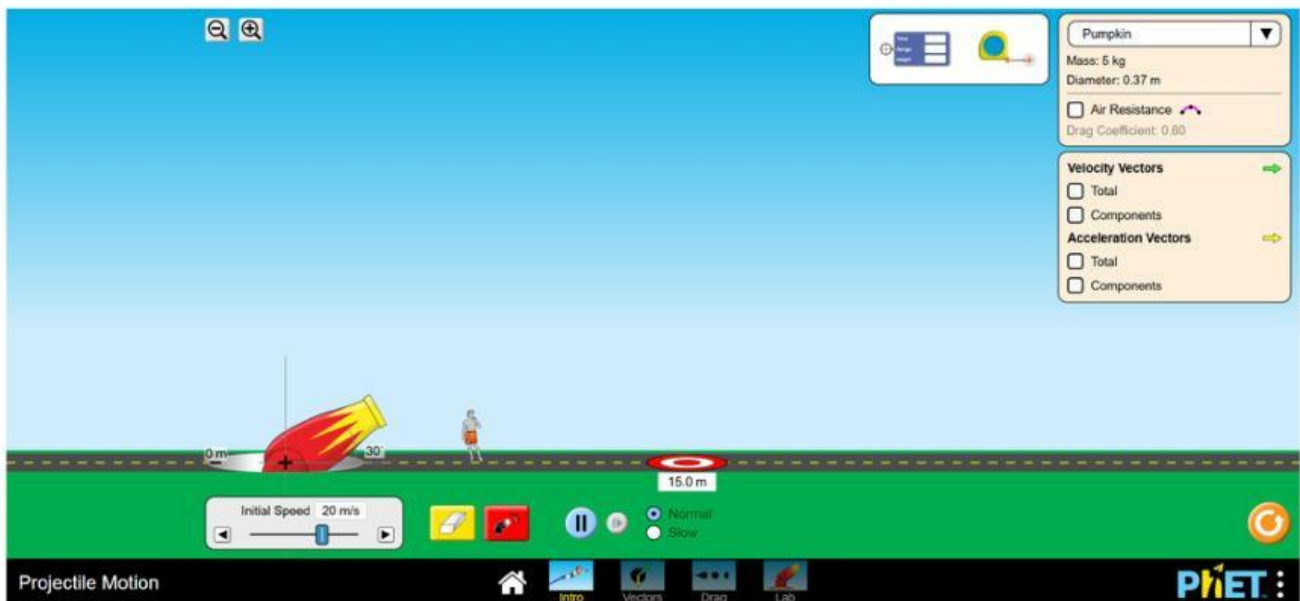 Pumpkin
Mass: 5 kg
Diameter: 0.37 m
Air Resistance
Drag Coefficient: 0.60
Velocity Vectors
Total
Components
Acceleration Vectors
Total
Components
0 m
30°
15.0 m
Initial Speed 20 m/s
Normal
Slow
Projectile Motion
Intro
Vectors
Drag
Lab
PhET